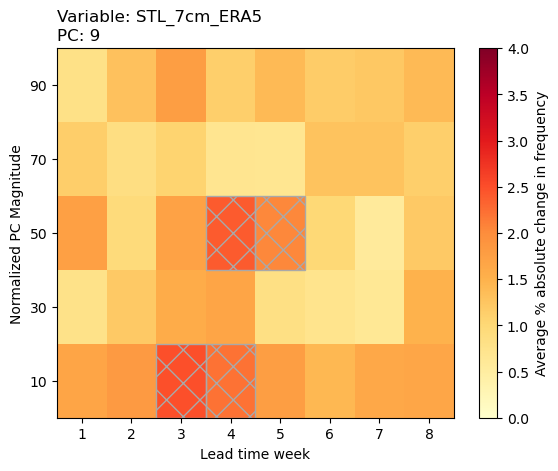 Variable: STL_7cm_ERA5
PC: 9
Normalized PC Magnitude
90
70
50
30
10
1 2 3 4 5 6 7 8
Lead time week
4.0
3.5
3.0
2.5
2.0
1.5
1.0
0.5
0.0
Average % absolute change in frequency